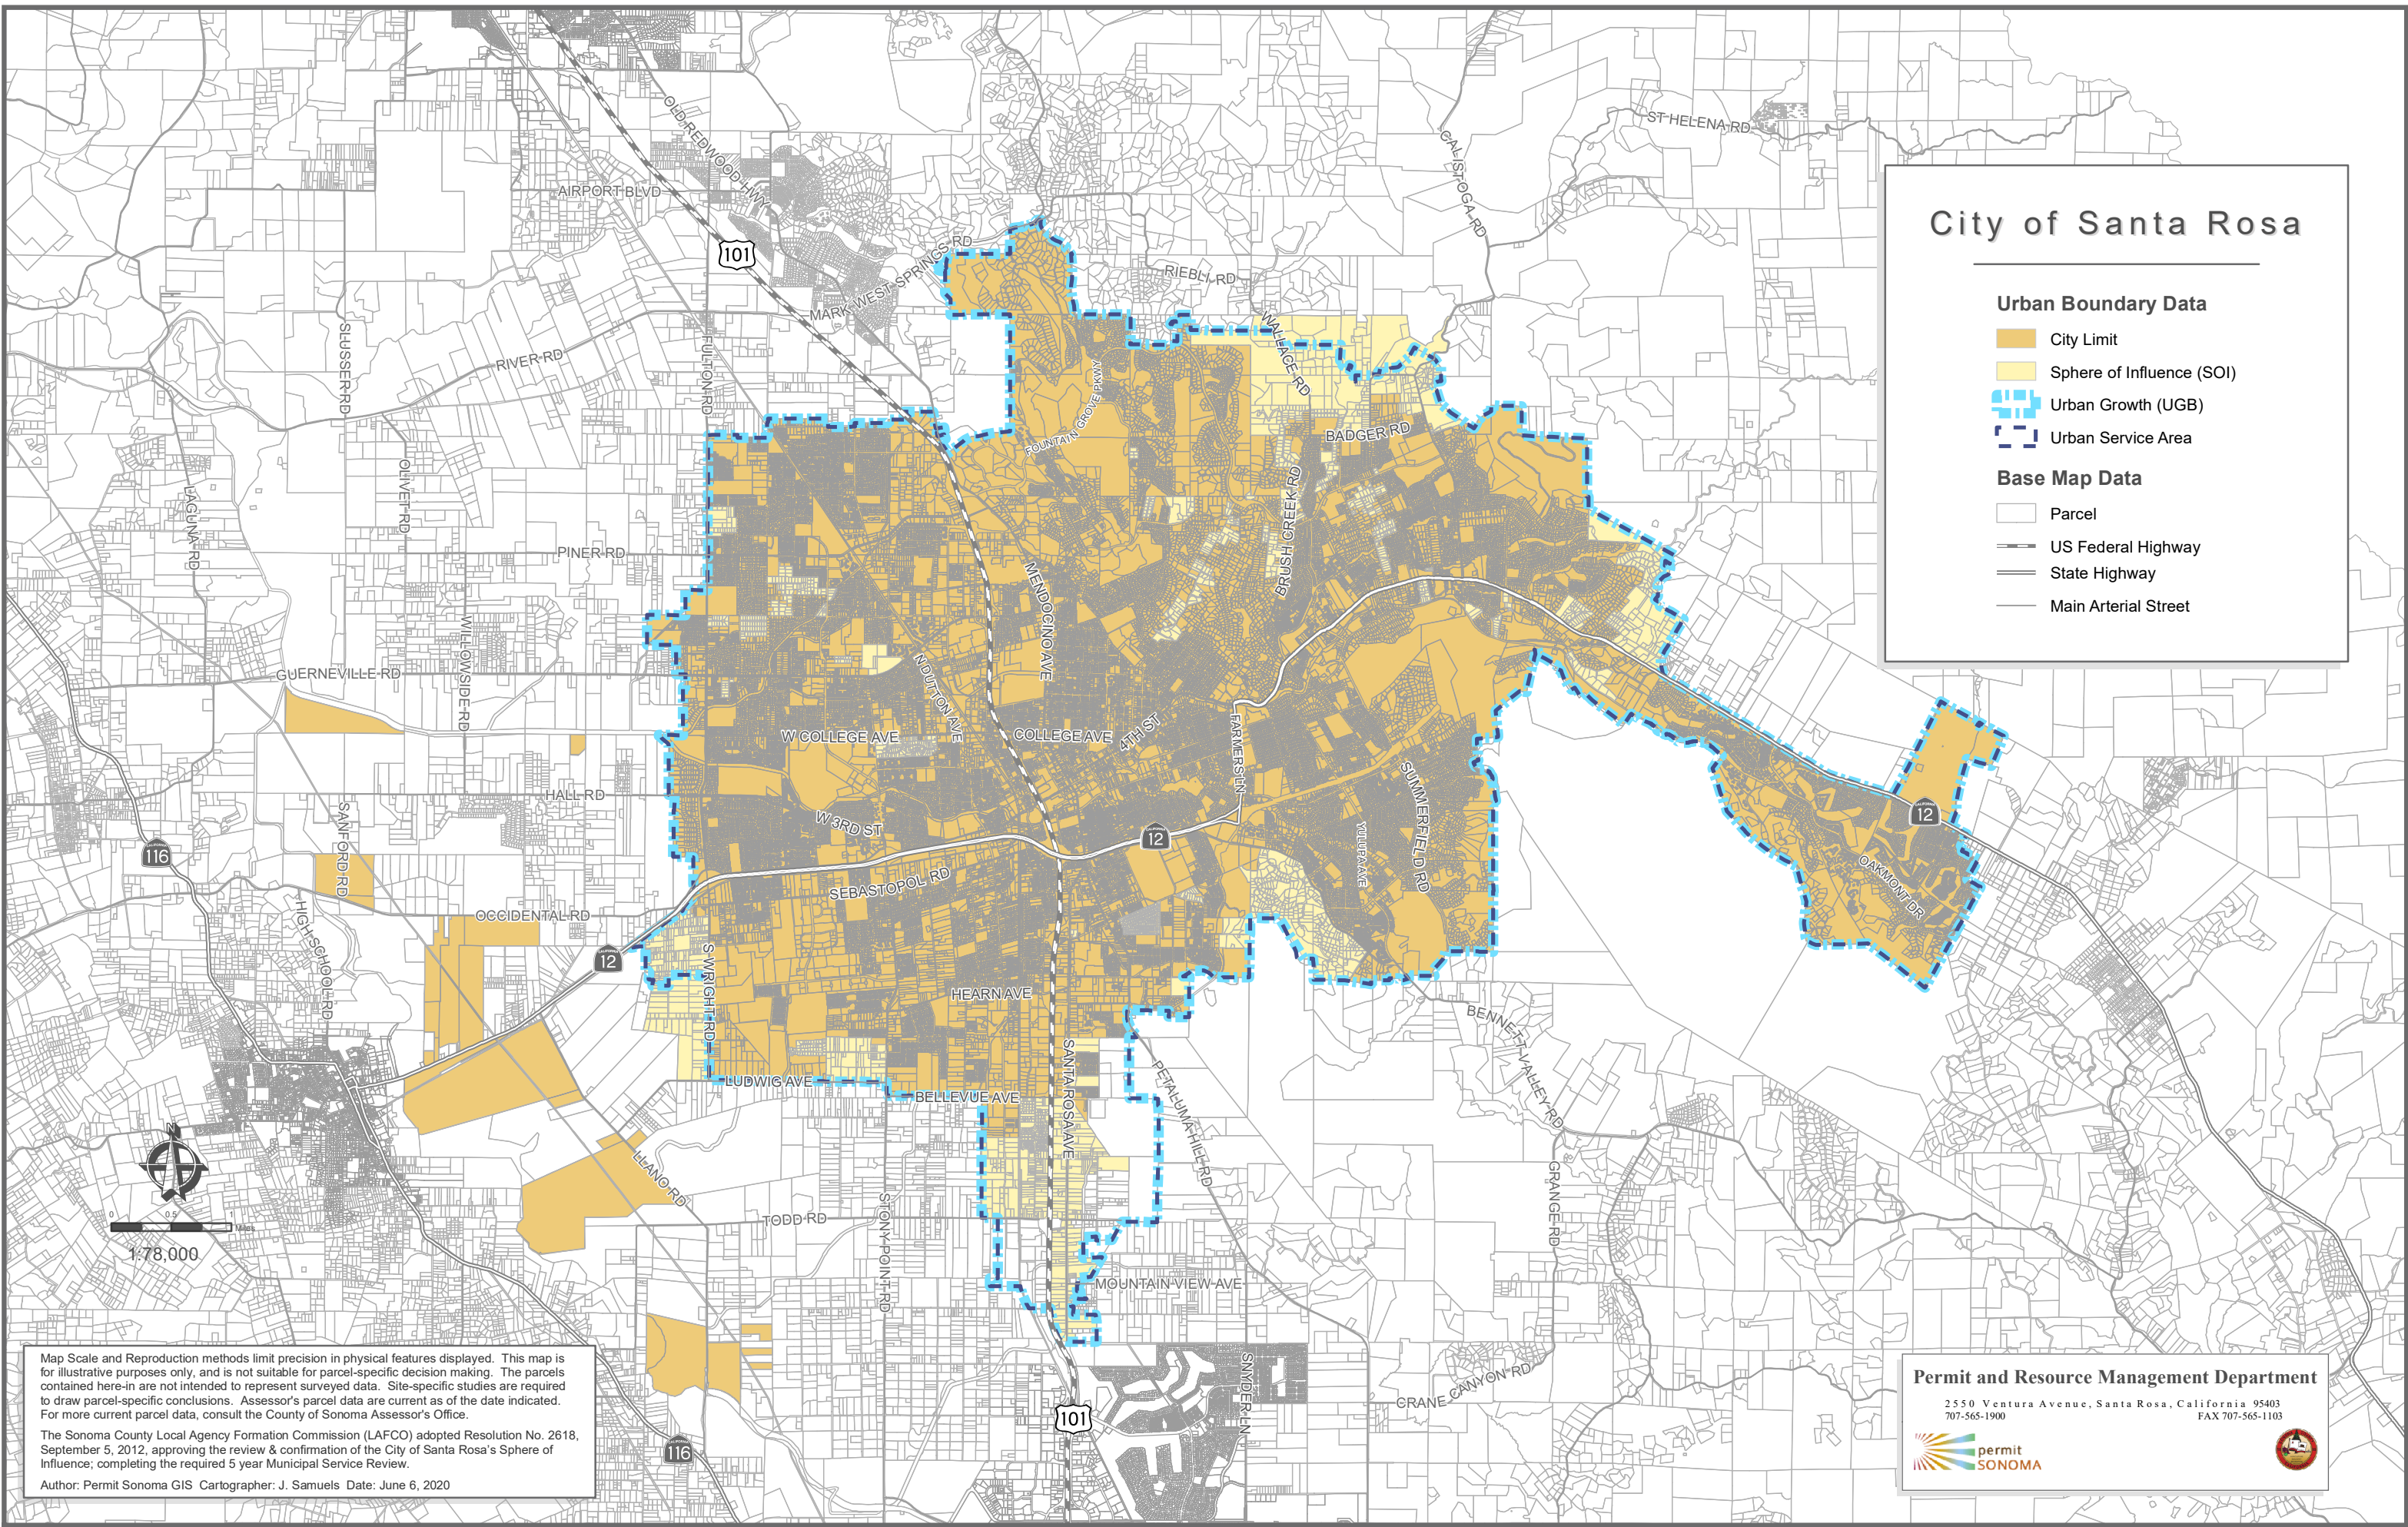 City of Santa Rosa
Urban Boundary Data
City Limit
Sphere of Influence (SOI)
Urban Growth (UGB)
Urban Service Area
Base Map Data
Parcel
US Federal Highway
State Highway
Main Arterial Street
ST HELENA RD
CALISTOGA RD
OLD REDWOOD HWY
AIRPORT BLVD
101
MARK WEST SPRINGS RD
RIEBLI RD
WALLACE RD
SLUSSER RD
RIVER RD
FULTON RD
FOUNTAIN GROVE PKWY
BADGER RD
LAGUNA RD
OLIVET RD
BRUSH CREEK RD
PINER RD
MENDOCINO AVE
WILLOWSIDE RD
GUERNEVILLE RD
N DUTTON AVE
W COLLEGE AVE
COLLEGE AVE
4TH ST
FARMERS LN
SUMMERFIELD RD
HALL RD
W 3RD ST
YULUPA AVE
CALIFORNIA
12
CALIFORNIA
12
CALIFORNIA
116
SANFORD RD
SEBASTOPOL RD
OAKMONT DR
OCCIDENTAL RD
HIGH SCHOOL RD
CALIFORNIA
12
S WRIGHT RD
HEARN AVE
BENNETT VALLEY RD
SANTA ROSA AVE
PETALUMA HILL RD
LUDWIG AVE
BELLEVUE AVE
LLANO RD
GRANGE RD
STONY POINT RD
TODD RD
MOUNTAIN VIEW AVE
N
0 0.5 1
Miles
1:78,000
SNYDER LN
CRANE CANYON RD
101
CALIFORNIA
116
Map Scale and Reproduction methods limit precision in physical features displayed. This map is
for illustrative purposes only, and is not suitable for parcel-specific decision making. The parcels
contained here-in are not intended to represent surveyed data. Site-specific studies are required
to draw parcel-specific conclusions. Assessor's parcel data are current as of the date indicated.
For more current parcel data, consult the County of Sonoma Assessor's Office.
The Sonoma County Local Agency Formation Commission (LAFCO) adopted Resolution No. 2618,
September 5, 2012, approving the review & confirmation of the City of Santa Rosa's Sphere of
Influence; completing the required 5 year Municipal Service Review.
Author: Permit Sonoma GIS Cartographer: J. Samuels Date: June 6, 2020
Permit and Resource Management Department
2550 Ventura Avenue, Santa Rosa, California 95403
707-565-1900 FAX 707-565-1103
permit
SONOMA